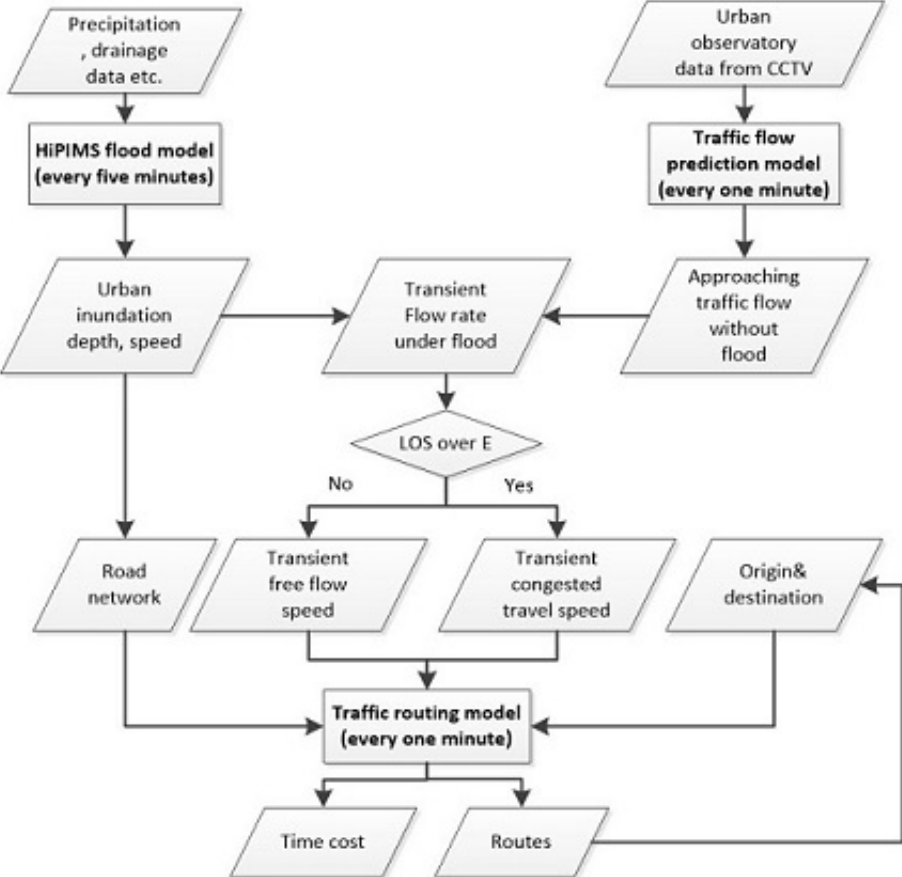 Precipitation
, drainage
data etc.
Urban
observatory
data from CCTV
HiPIMS flood model
(every five minutes)
Traffic flow
prediction model
(every one minute)
Urban
inundation
depth, speed
Transient
Flow rate
under flood
Approaching
traffic flow
without
flood
LOS over E
No
Yes
Road
network
Transient
free flow
speed
Transient
congested
travel speed
Origin&
destination
Traffic routing model
(every one minute)
Time cost
Routes